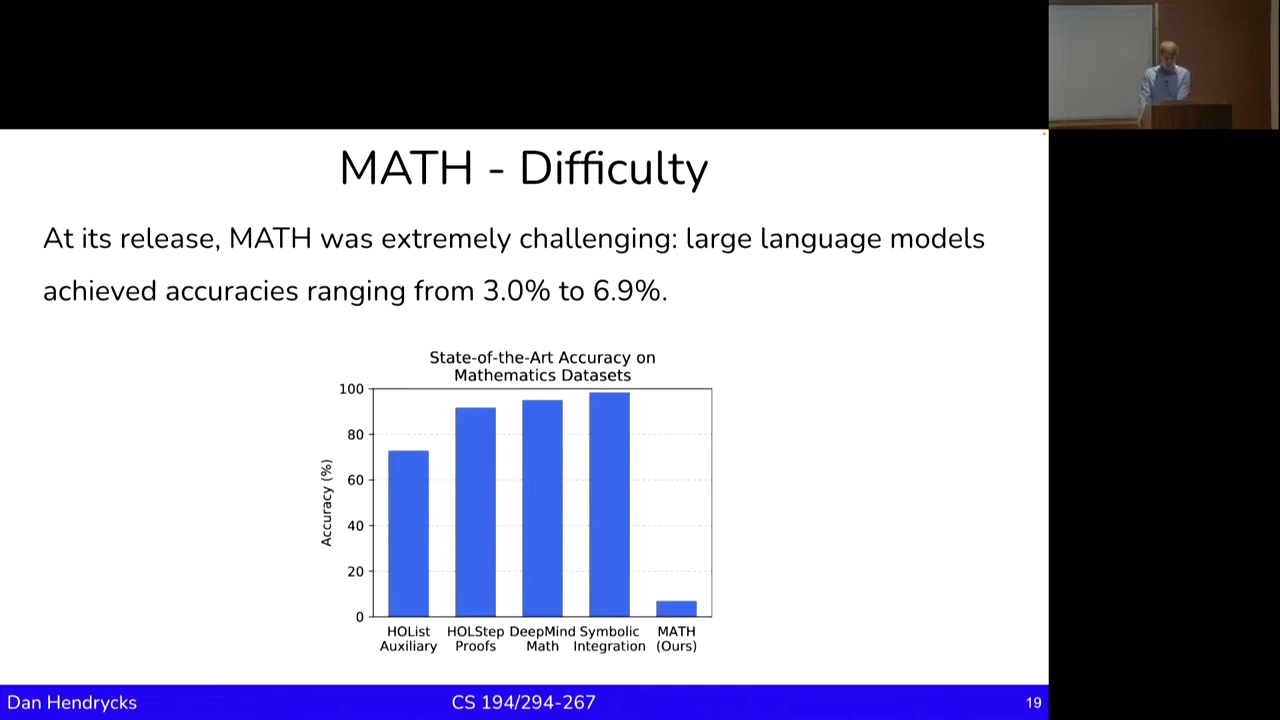 MATH - Difficulty
At its release, MATH was extremely challenging: large language models
achieved accuracies ranging from 3.0% to 6.9%.
State-of-the-Art Accuracy on
Mathematics Datasets
Accuracy (%)
100
80
60
40
20
0
HOList
Auxiliary
HOLStep
Proofs
DeepMind
Math
Symbolic
Integration
MATH
(Ours)
Dan Hendrycks
CS 194/294-267
19